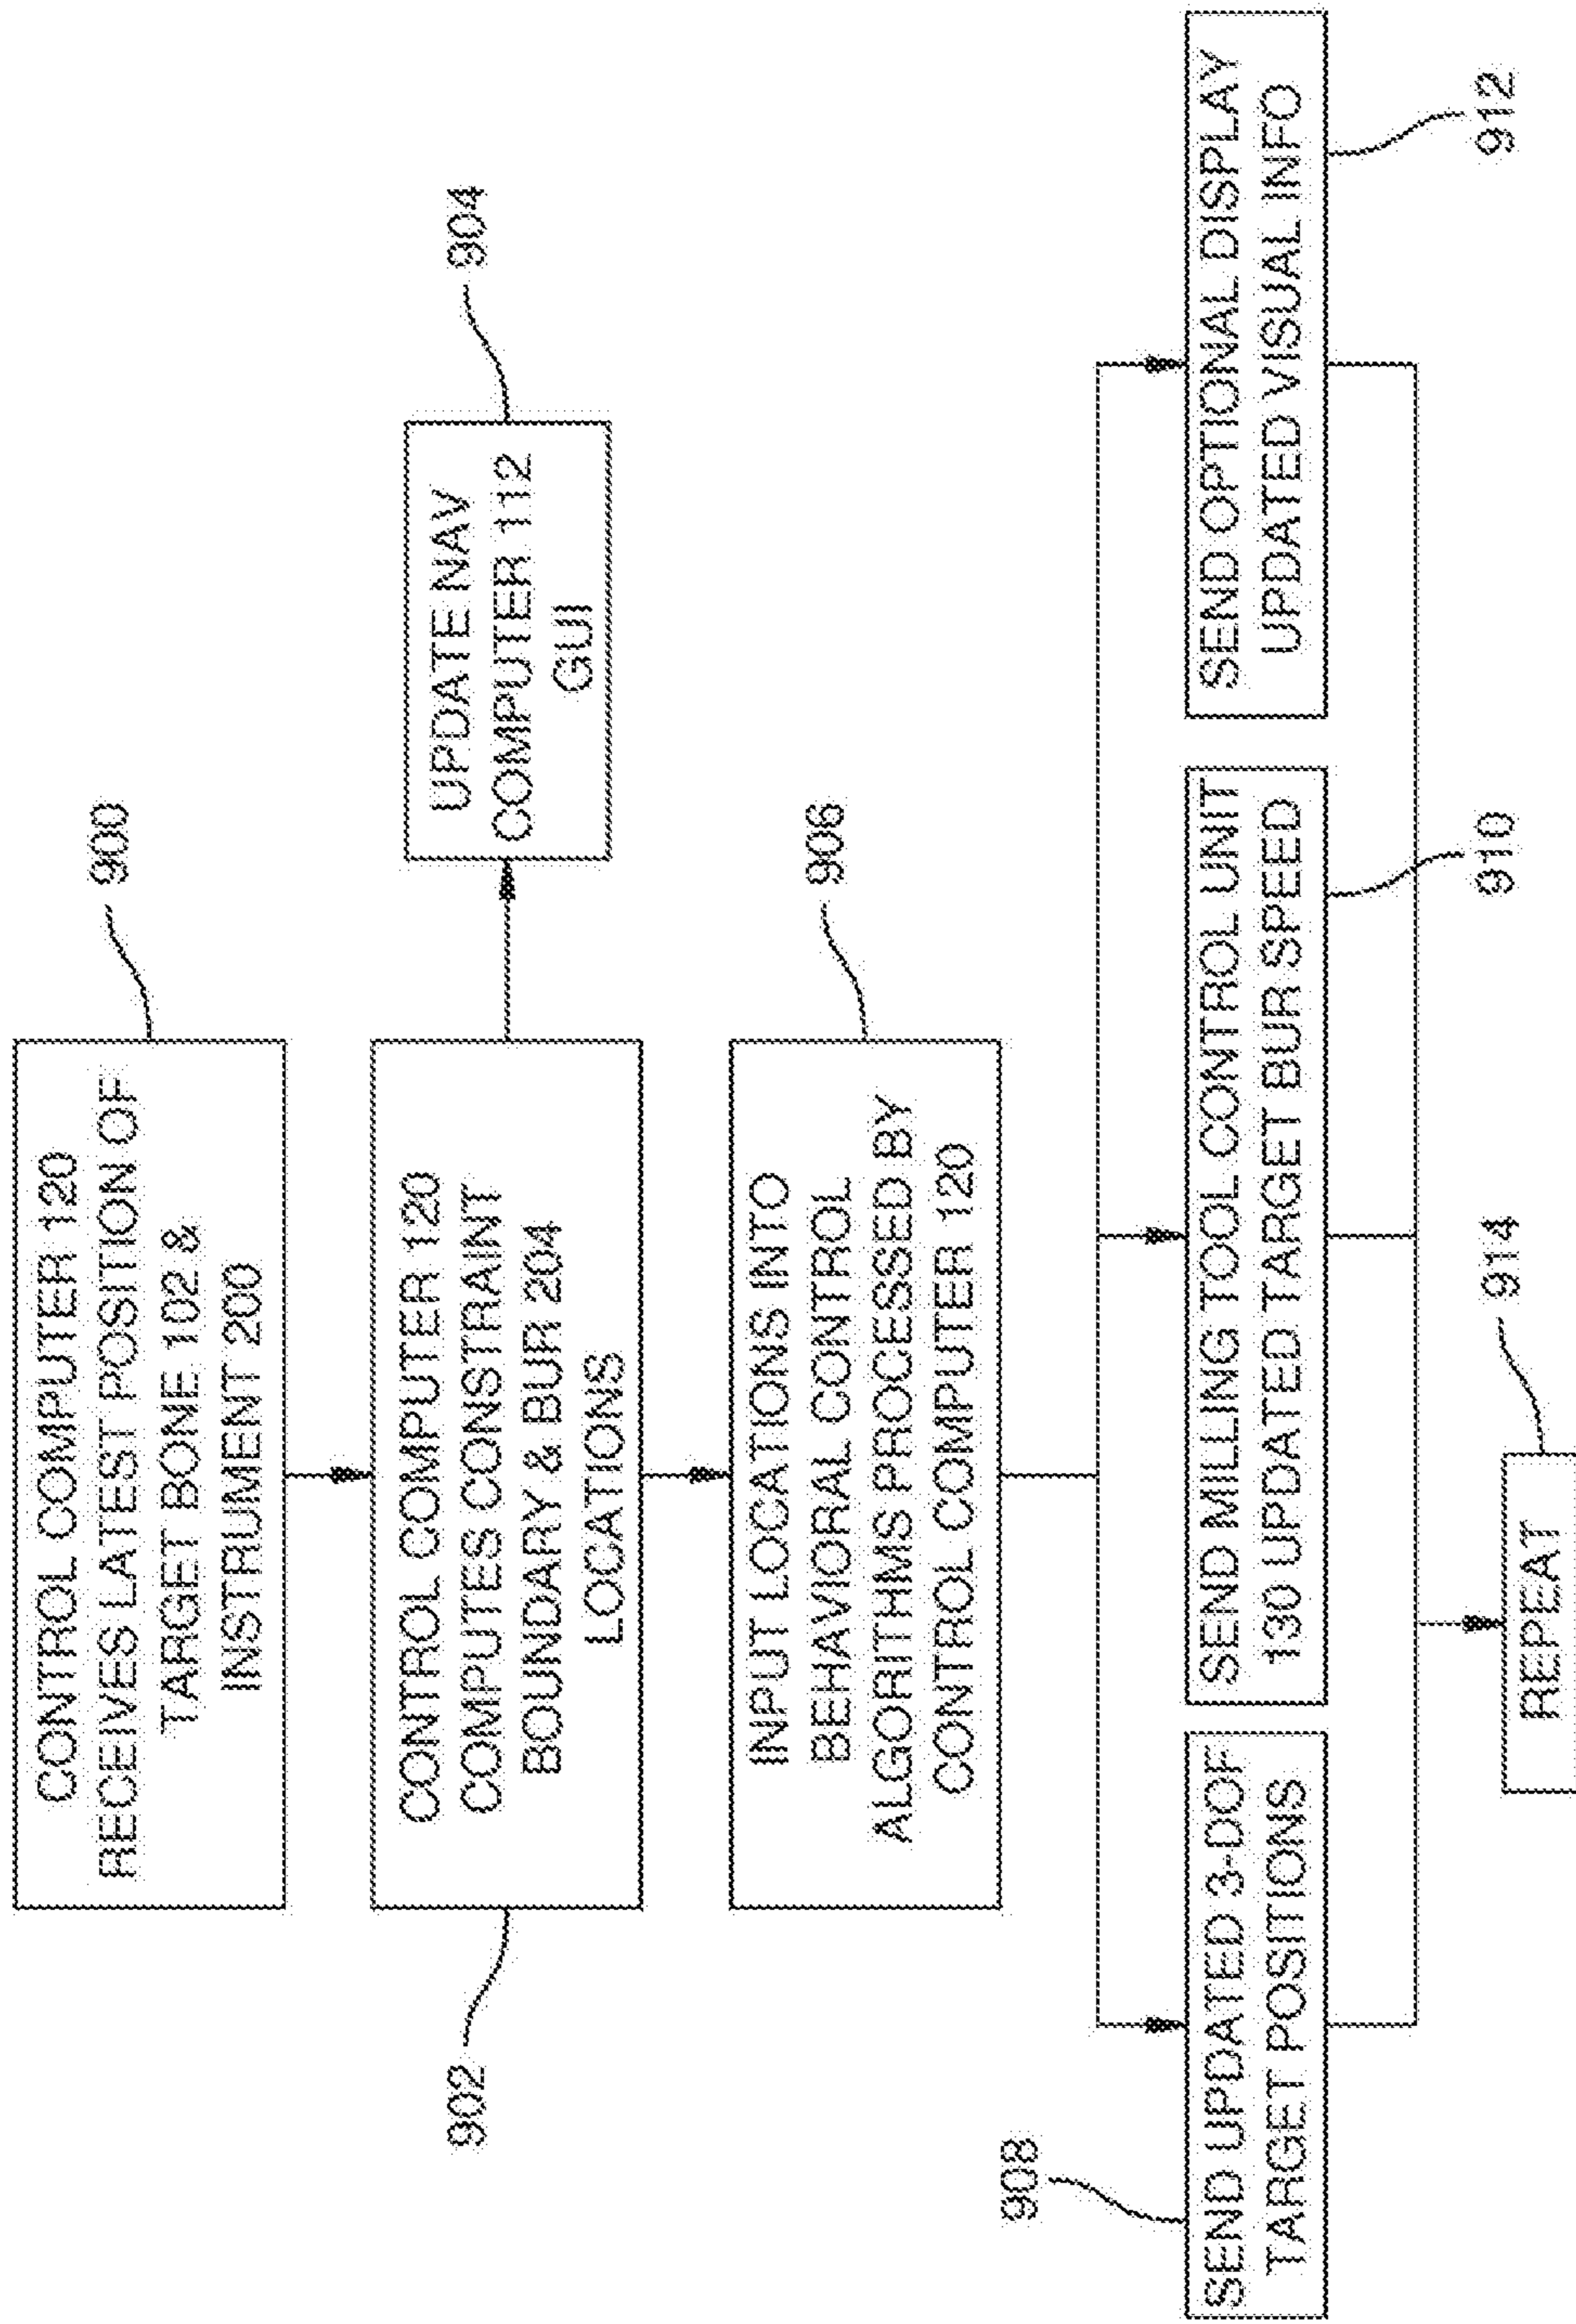 CONTROL COMPUTER 120
RECEIVES LATEST POSITION OF
TARGET BONE 102 &
INSTRUMENT 200
900
CONTROL COMPUTER 120
COMPUTES CONSTRAINT
BOUNDARY & BUR 204
LOCATIONS
902
UPDATE NAV
COMPUTER 112
GUI
904
INPUT LOCATIONS INTO
BEHAVIORAL CONTROL
ALGORITHMS PROCESSED BY
CONTROL COMPUTER 120
906
908
SEND UPDATED 3-DOF
TARGET POSITIONS
SEND MILLING TOOL CONTROL UNIT
130 UPDATED TARGET BUR SPEED
910
SEND OPTIONAL DISPLAY
UPDATED VISUAL INFO
912
REPEAT
914